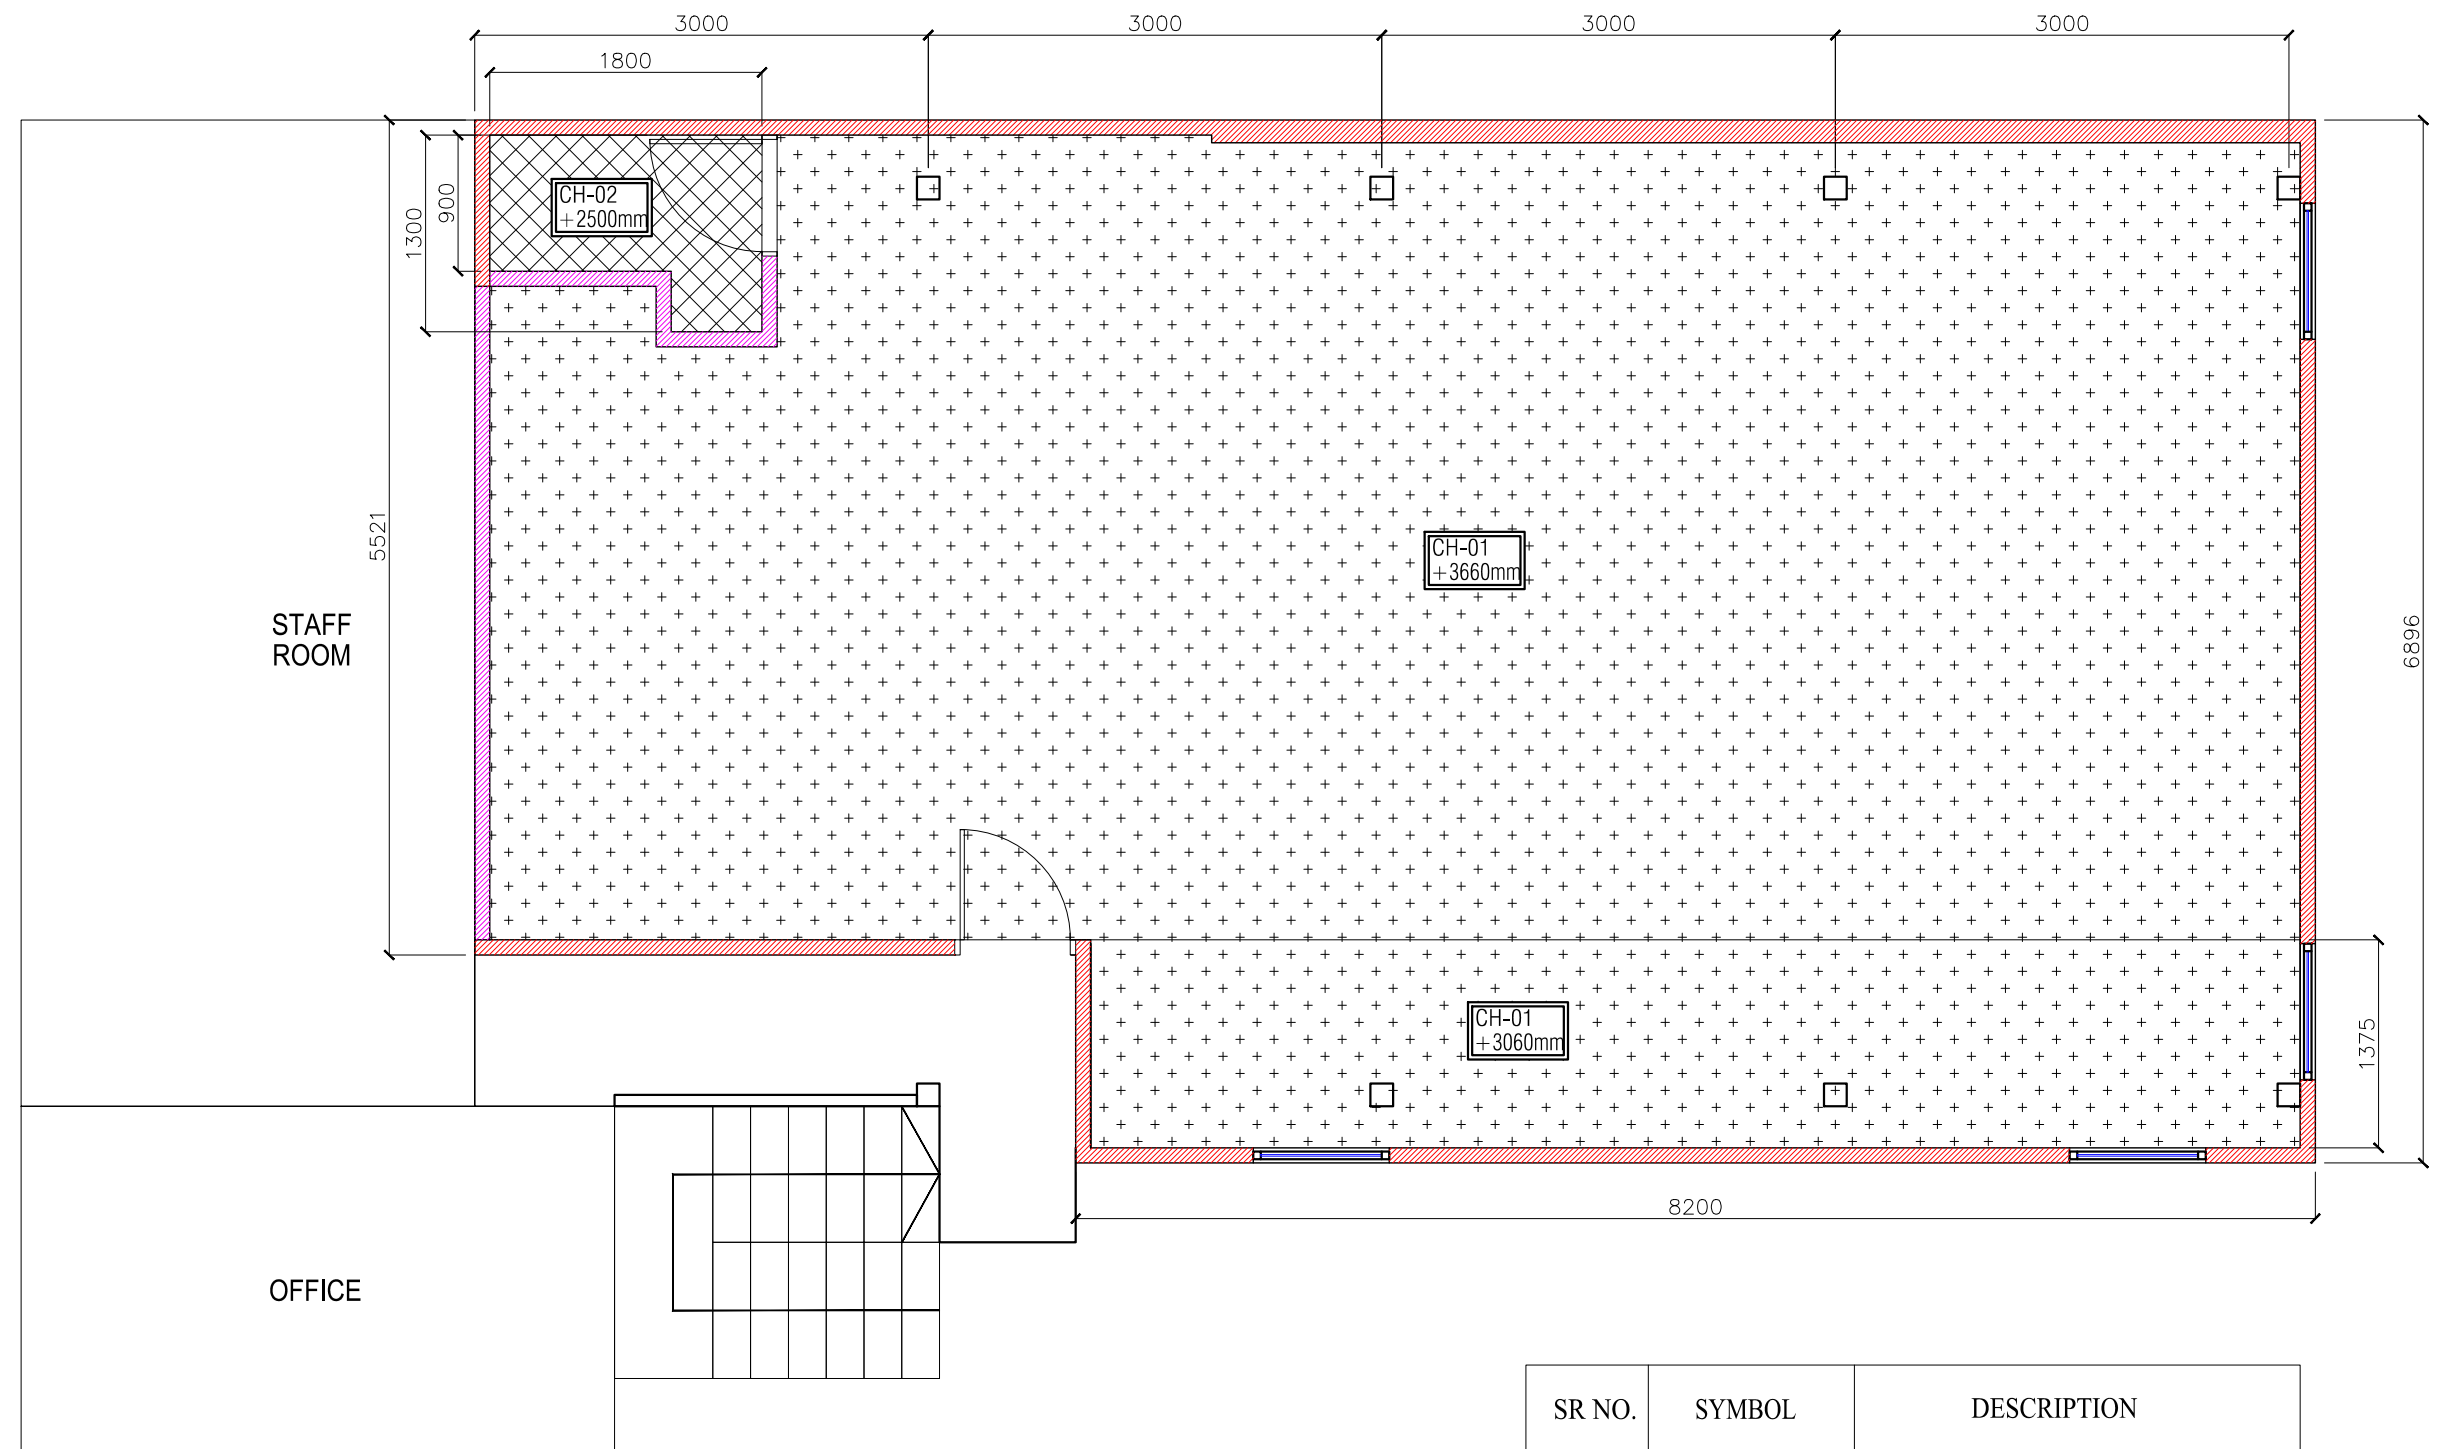 3000 3000 3000 3000
1800
CH-02
+2500mm
900
1300
CH-01
+3660mm
5521
STAFF
ROOM
6896
CH-01
+3060mm
1375
8200
OFFICE
SR NO. SYMBOL DESCRIPTION